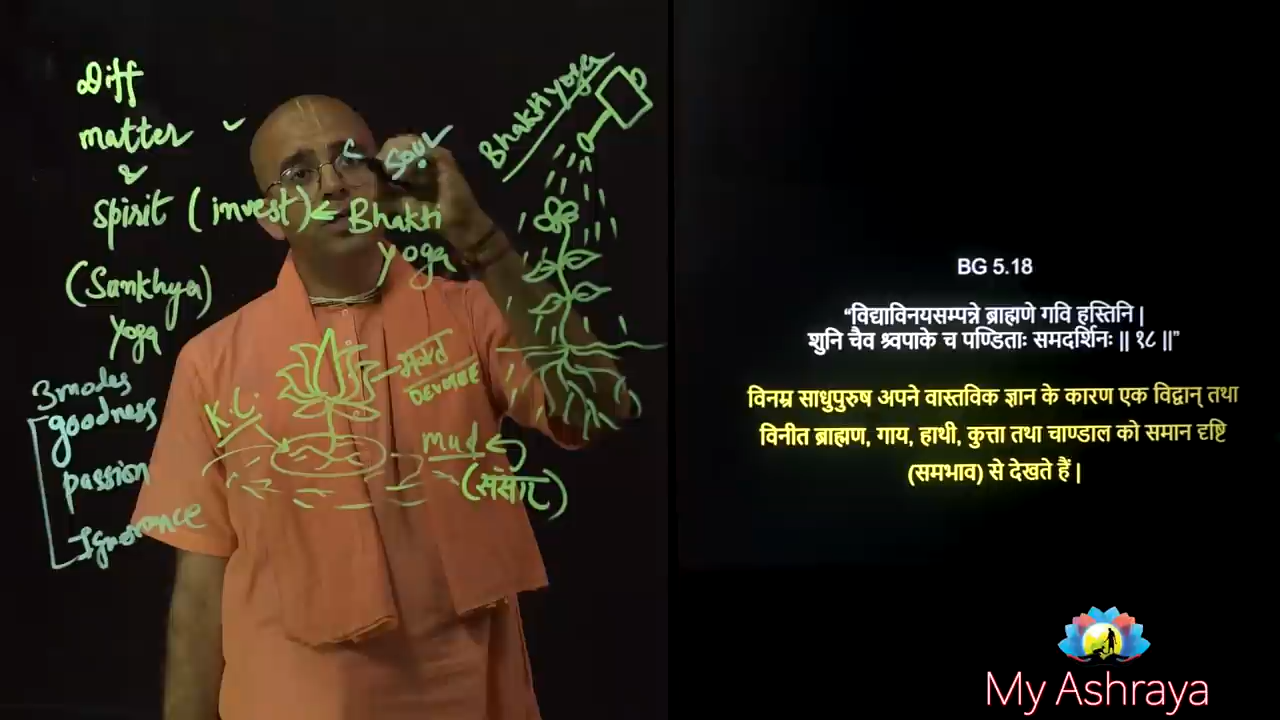 Diff
matter
&
spirit (invest) ← Bhakti
yoga
(Sankhya)
yoga
3 modes
goodness
passion
Ignorance
K.C.
भक्त
DEVOTEE
mud
(संसार)
Soul
Bhakti yoga
BG 5.18
“विद्याविनयसम्पन्ने ब्राह्मणे गवि हस्तिनि |
शुनि चैव श्र्वपाके च पण्डिताः समदर्शिनः || १८ ||”
विनम्र साधुपुरुष अपने वास्तविक ज्ञान के कारण एक विद्वान् तथा
विनीत ब्राह्मण, गाय, हाथी, कुत्ता तथा चाण्डाल को समान दृष्टि
(समभाव) से देखते हैं |
My Ashraya